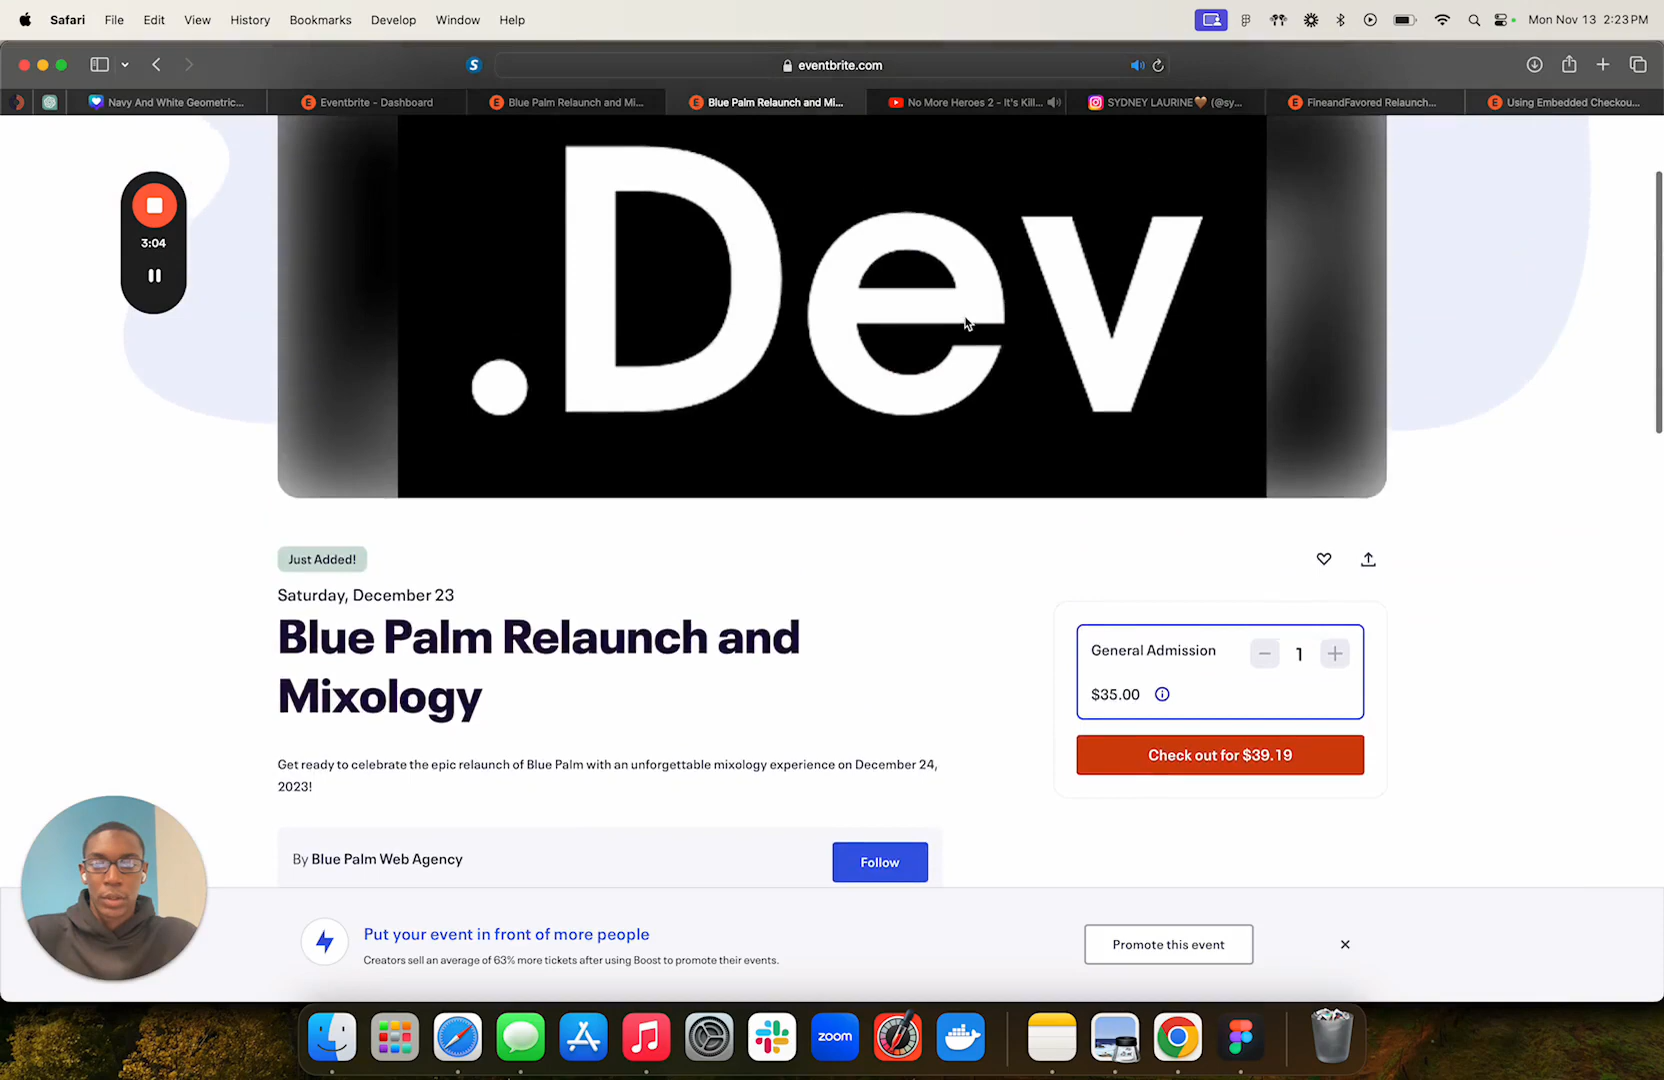 Safari File Edit View History Bookmarks Develop Window Help Mon Nov 13 2:23 PM
S eventbrite.com
Navy And White Geometric... Eventbrite - Dashboard Blue Palm Relaunch and Mi... Blue Palm Relaunch and Mi... No More Heroes 2 - It's Kill... SYDNEY LAURINE🤎 (@sy... FineandFavored Relaunch... Using Embedded Checkou...
.Dev
3:04
Just Added!
Saturday, December 23
Blue Palm Relaunch and
Mixology
General Admission 1
$35.00
Check out for $39.19
Get ready to celebrate the epic relaunch of Blue Palm with an unforgettable mixology experience on December 24,
2023!
By Blue Palm Web Agency Follow
Put your event in front of more people
Creators sell an average of 63% more tickets after using Boost to promote their events.
Promote this event
zoom